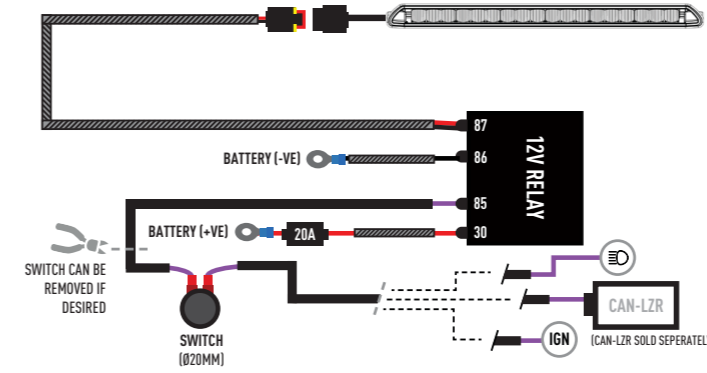 87
BATTERY (-VE)
86
12V RELAY
85
BATTERY (+VE)
20A
30
SWITCH CAN BE
REMOVED IF
DESIRED
CAN-LZR
SWITCH
(Ø20MM)
IGN
(CAN-LZR SOLD SEPERATEL